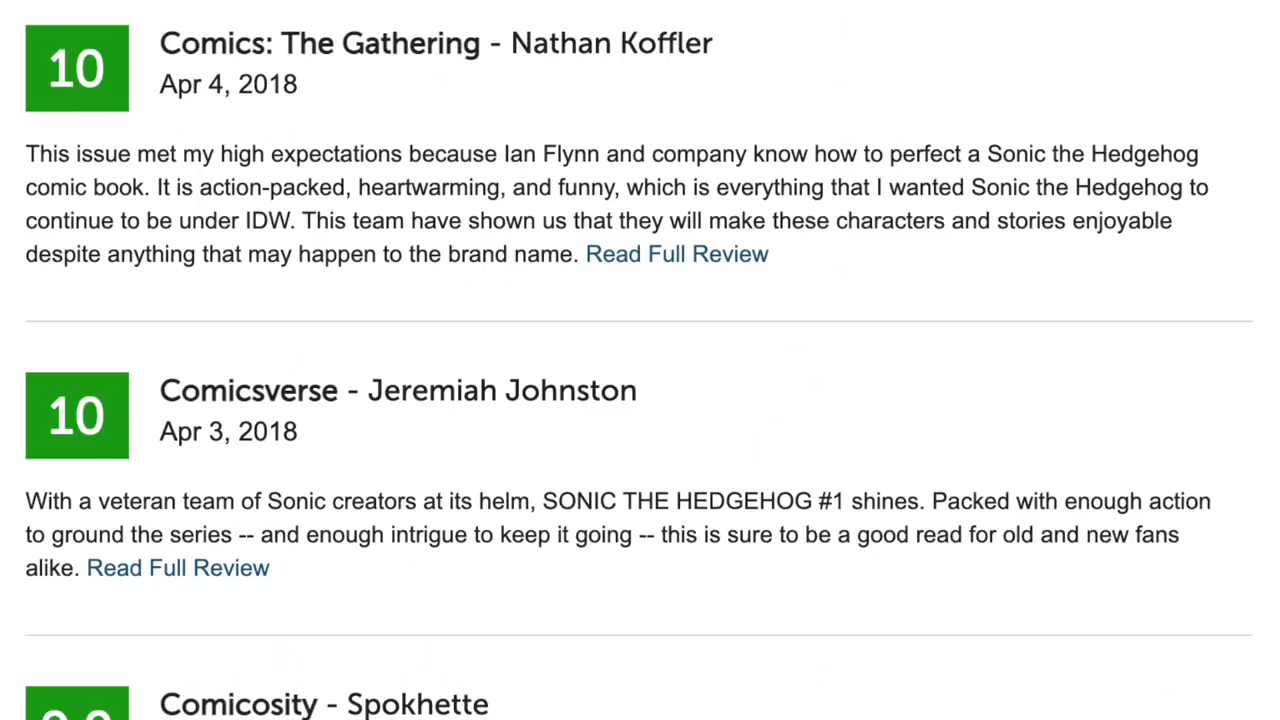 10
Comics: The Gathering - Nathan Koffler
Apr 4, 2018
This issue met my high expectations because Ian Flynn and company know how to perfect a Sonic the Hedgehog
comic book. It is action-packed, heartwarming, and funny, which is everything that I wanted Sonic the Hedgehog to
continue to be under IDW. This team have shown us that they will make these characters and stories enjoyable
despite anything that may happen to the brand name. Read Full Review
10
Comicsverse - Jeremiah Johnston
Apr 3, 2018
With a veteran team of Sonic creators at its helm, SONIC THE HEDGEHOG #1 shines. Packed with enough action
to ground the series -- and enough intrigue to keep it going -- this is sure to be a good read for old and new fans
alike. Read Full Review
Comicosity - Spokhette